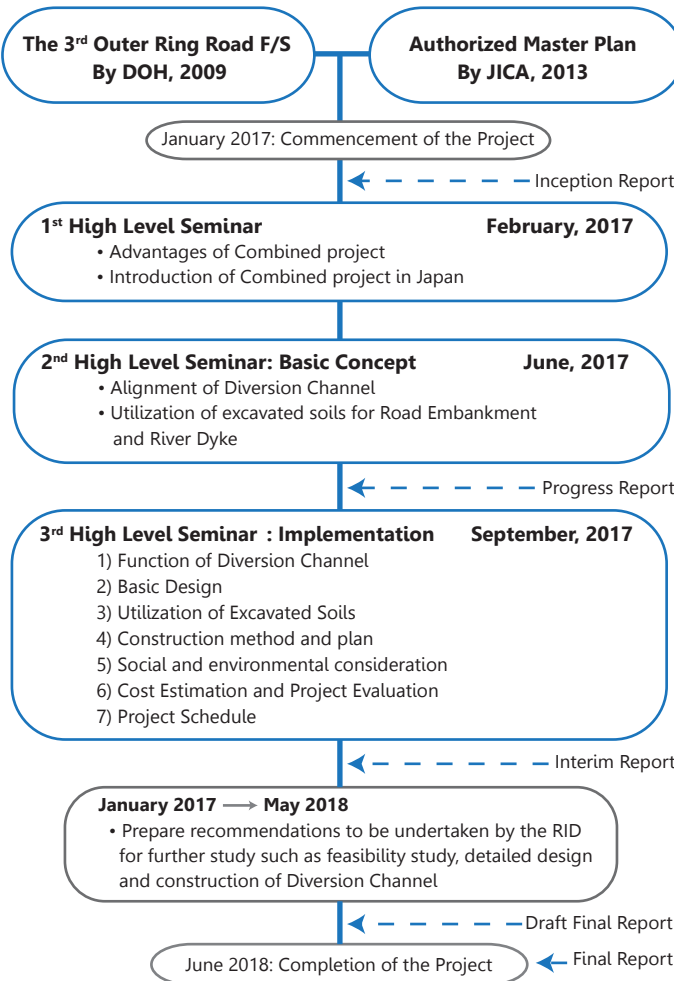 The 3rd Outer Ring Road F/S
By DOH, 2009
Authorized Master Plan
By JICA, 2013
January 2017: Commencement of the Project
Inception Report
1st High Level Seminar February, 2017
• Advantages of Combined project
• Introduction of Combined project in Japan
2nd High Level Seminar: Basic Concept June, 2017
• Alignment of Diversion Channel
• Utilization of excavated soils for Road Embankment
and River Dyke
Progress Report
3rd High Level Seminar : Implementation September, 2017
1) Function of Diversion Channel
2) Basic Design
3) Utilization of Excavated Soils
4) Construction method and plan
5) Social and environmental consideration
6) Cost Estimation and Project Evaluation
7) Project Schedule
Interim Report
January 2017 → May 2018
• Prepare recommendations to be undertaken by the RID
for further study such as feasibility study, detailed design
and construction of Diversion Channel
Draft Final Report
June 2018: Completion of the Project
Final Report